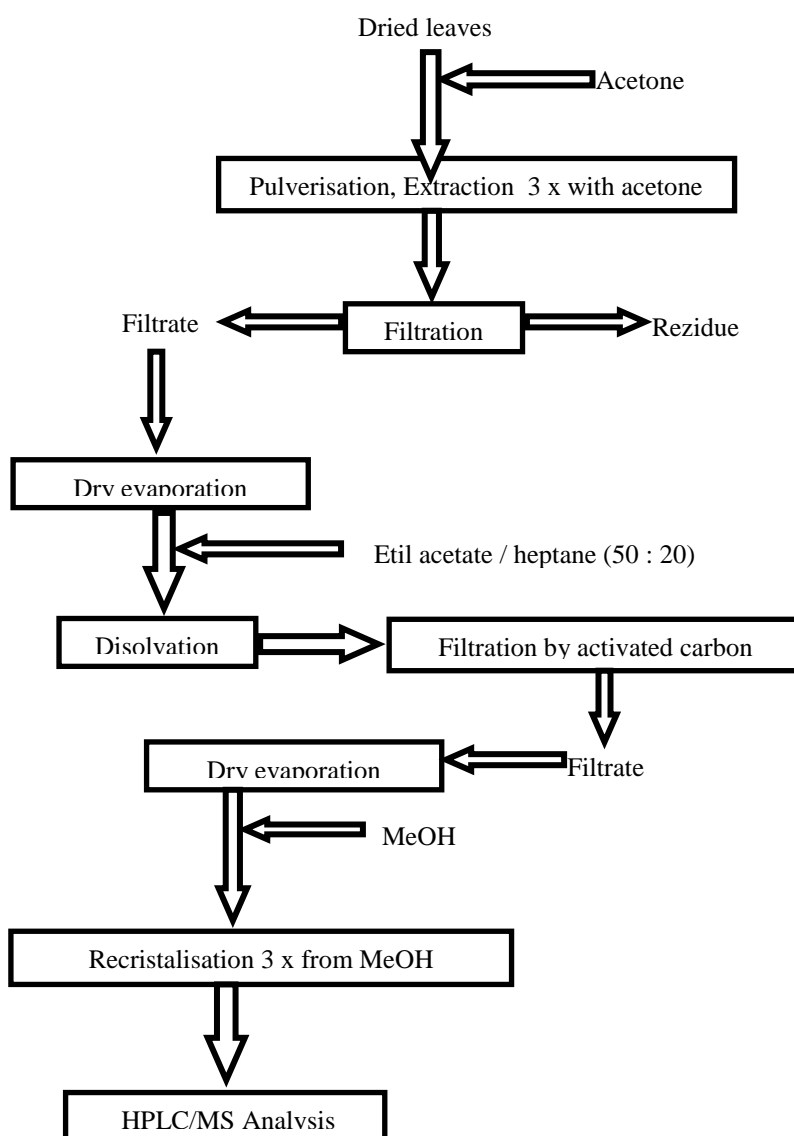 Dried leaves
Acetone
Pulverisation, Extraction  3 x with acetone
Filtrate
Filtration
Rezidue
Dry evaporation
Etil acetate / heptane (50 : 20)
Disolvation
Filtration by activated carbon
Dry evaporation
Filtrate
MeOH
Recristalisation 3 x from MeOH
HPLC/MS Analysis